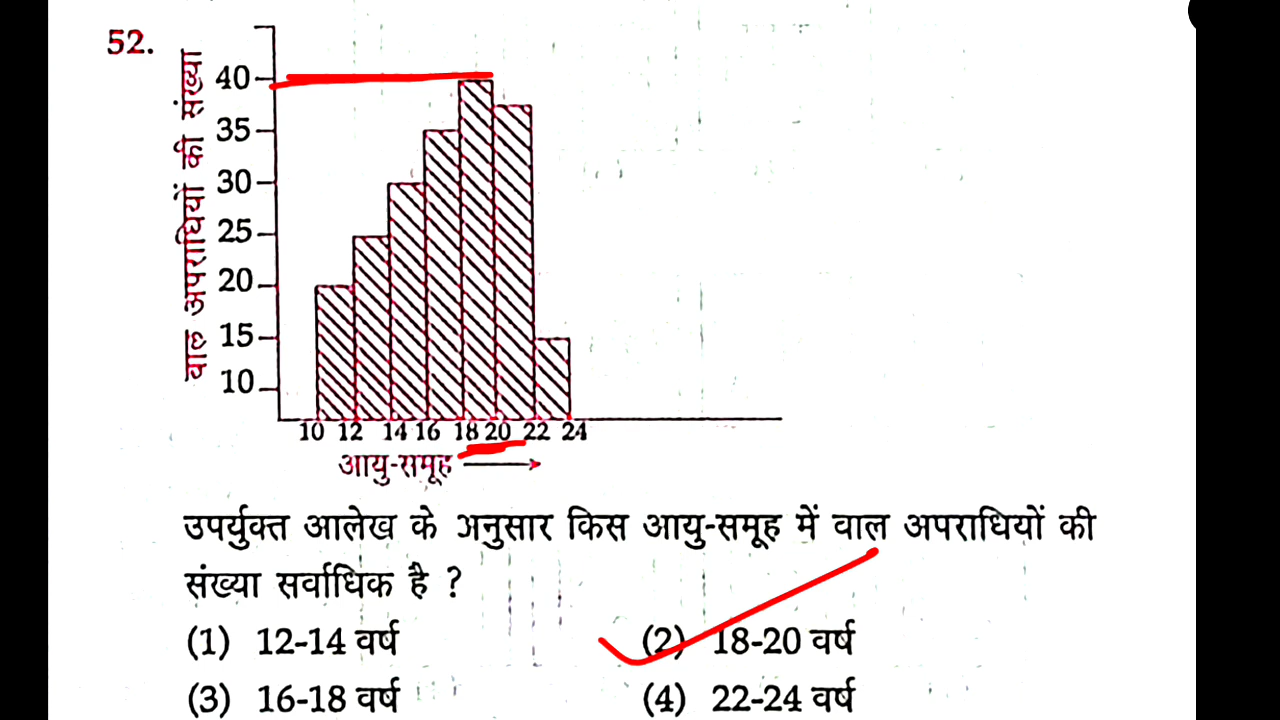 52.
बाल अपराधियों की संख्या
40
35
30
25
20
15
10
10 12 14 16 18 20 22 24
आयु-समूह
उपर्युक्त आलेख के अनुसार किस आयु-समूह में वाल अपराधियों की
संख्या सर्वाधिक है ?
(1) 12-14 वर्ष (2) 18-20 वर्ष
(3) 16-18 वर्ष (4) 22-24 वर्ष